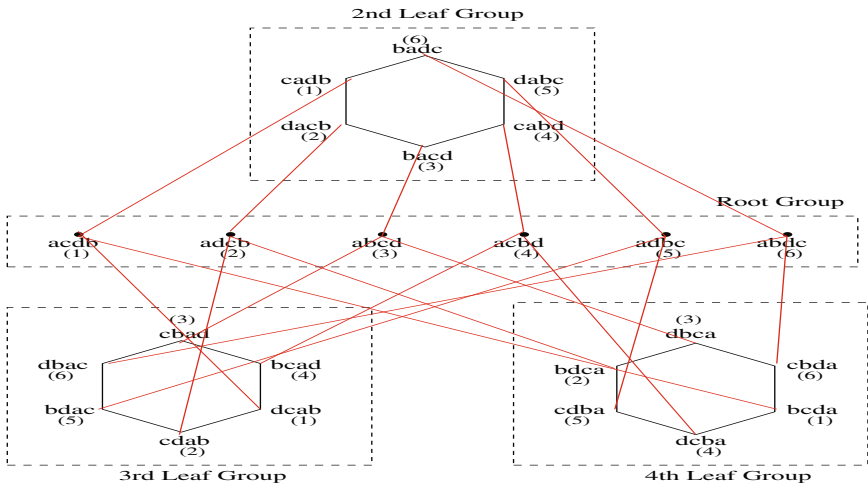 2nd Leaf Group
(6)
badc
cadb
(1)
dabc
(5)
dacb
(2)
cabd
(4)
bacd
(3)
Root Group
acdb
(1)
adcb
(2)
abcd
(3)
acbd
(4)
adbc
(5)
abdc
(6)
(3)
cbad
dbac
(6)
bcad
(4)
bdac
(5)
dcab
(1)
cdab
(2)
3rd Leaf Group
(3)
dbca
bdca
(2)
cbda
(6)
cdba
(5)
bcda
(1)
dcba
(4)
4th Leaf Group